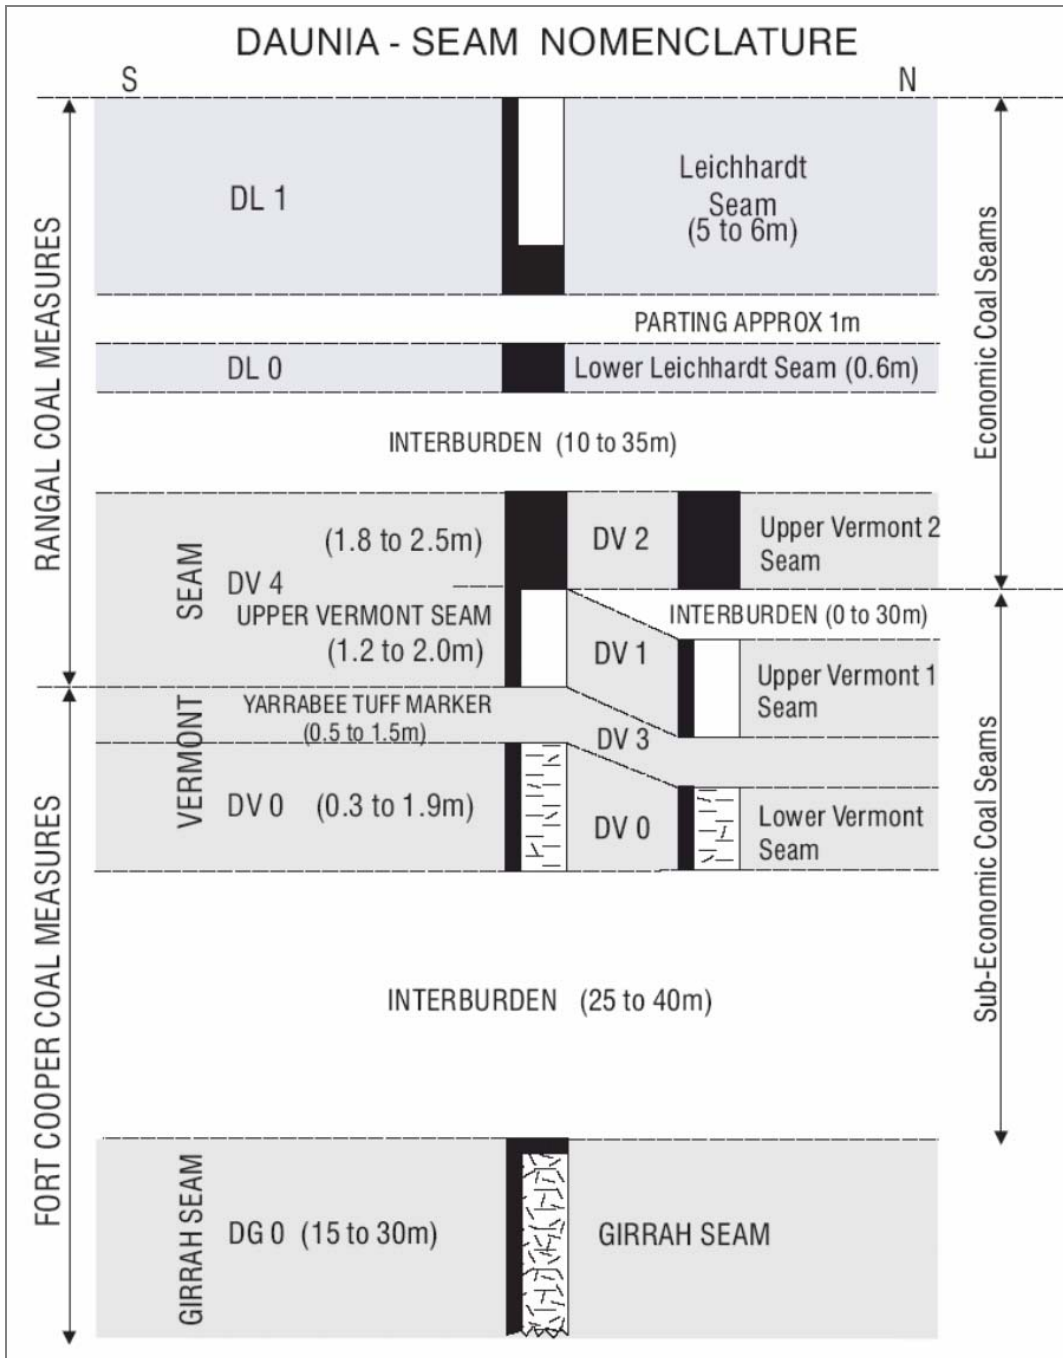 DAUNIA - SEAM NOMENCLATURE
S
N
RANGAL COAL MEASURES
FORT COOPER COAL MEASURES
Economic Coal Seams
Sub-Economic Coal Seams
DL 1
Leichhardt
Seam
(5 to 6m)
PARTING APPROX 1m
DL 0
Lower Leichhardt Seam (0.6m)
INTERBURDEN (10 to 35m)
VERMONT SEAM
(1.8 to 2.5m)
DV 4
UPPER VERMONT SEAM
(1.2 to 2.0m)
DV 2
Upper Vermont 2
Seam
INTERBURDEN (0 to 30m)
DV 1
Upper Vermont 1
Seam
YARRABEE TUFF MARKER
(0.5 to 1.5m)
DV 3
DV 0 (0.3 to 1.9m)
DV 0
Lower Vermont
Seam
INTERBURDEN (25 to 40m)
GIRRAH SEAM
DG 0 (15 to 30m)
GIRRAH SEAM